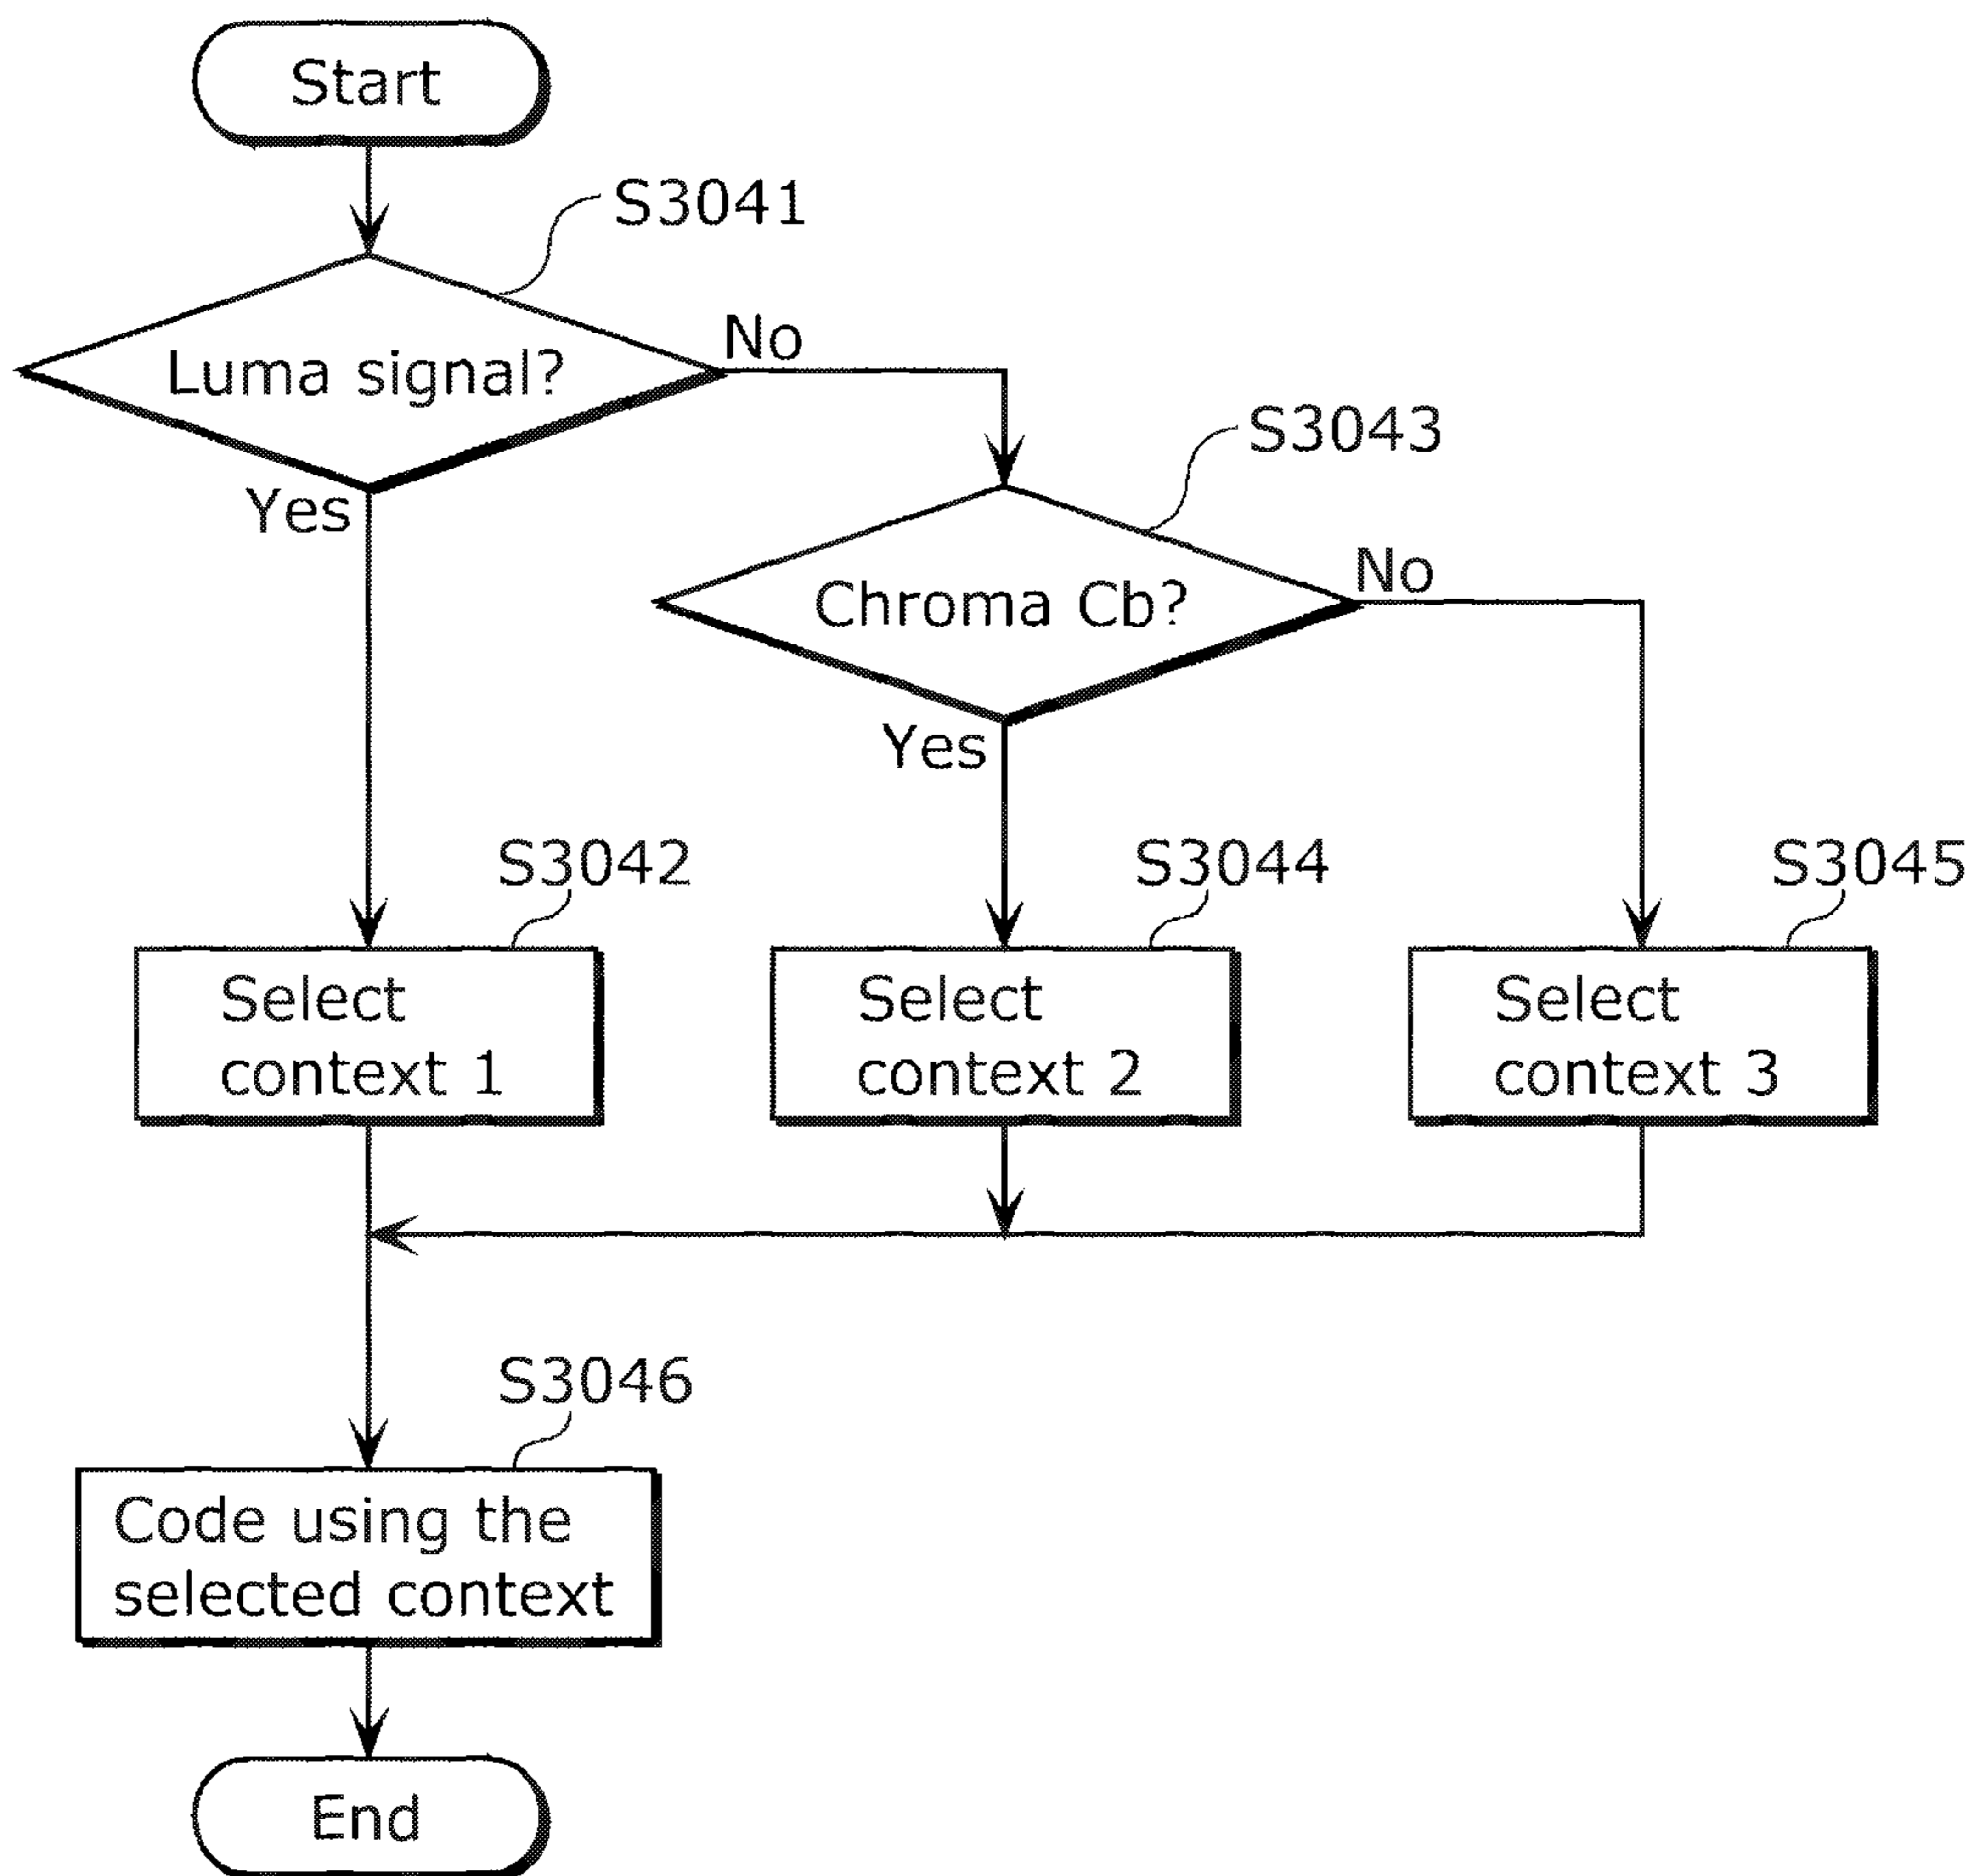 Start
S3041
Luma signal?
No
Yes
S3043
Chroma Cb?
No
Yes
S3042
S3044
S3045
Select
context 1
Select
context 2
Select
context 3
S3046
Code using the
selected context
End